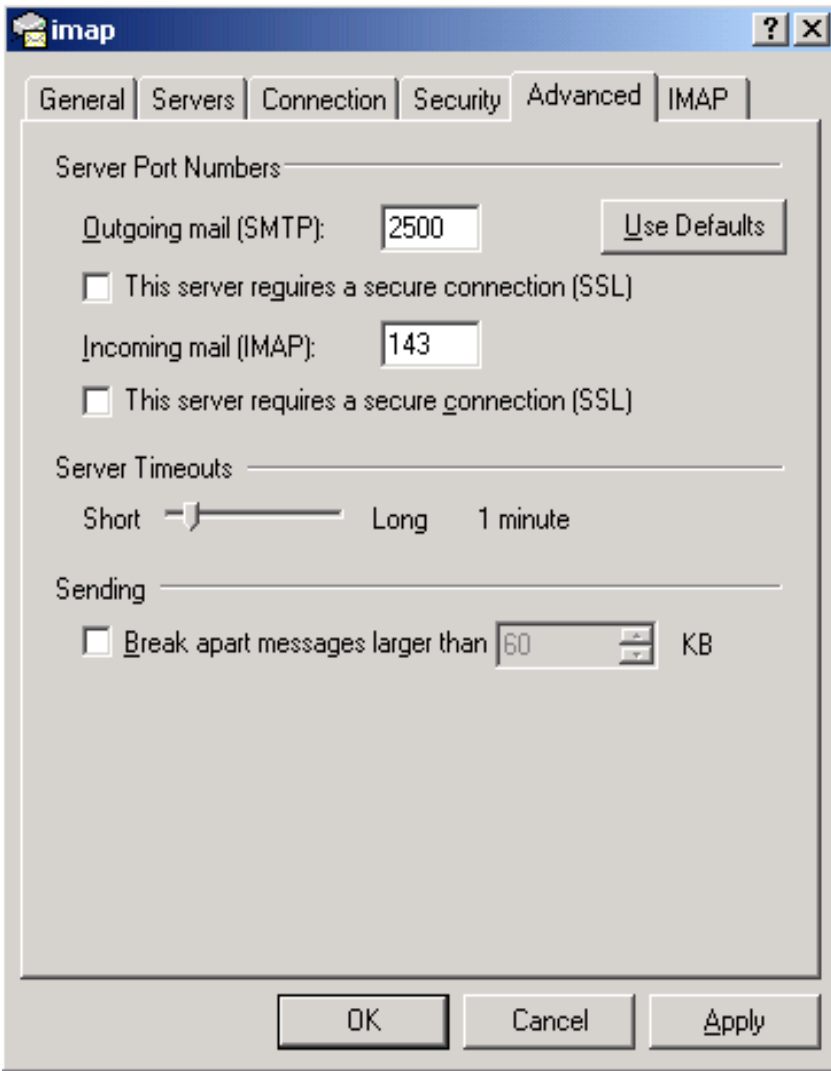 imap
General Servers Connection Security Advanced IMAP
Server Port Numbers
Outgoing mail (SMTP): 2500 Use Defaults
This server requires a secure connection (SSL)
Incoming mail (IMAP): 143
This server requires a secure connection (SSL)
Server Timeouts
Short Long 1 minute
Sending
Break apart messages larger than 60 KB
OK Cancel Apply